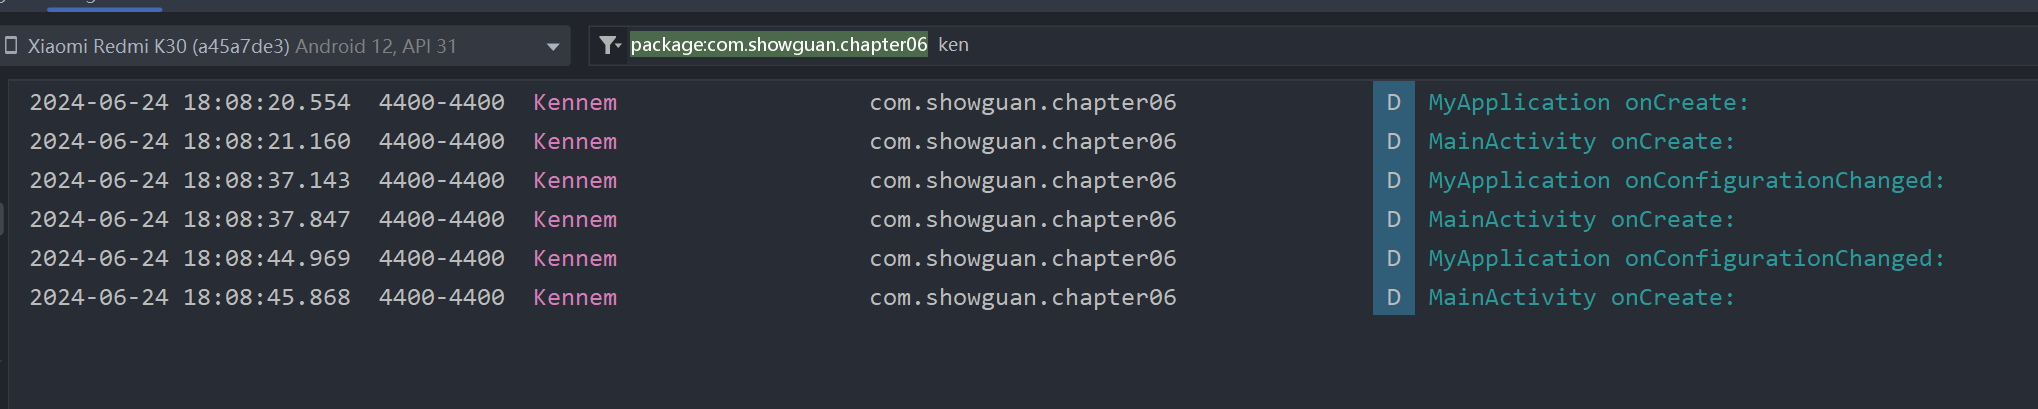 Xiaomi Redmi K30 (a45a7de3) Android 12, API 31 package:com.showguan.chapter06 ken
2024-06-24 18:08:20.554 4400-4400 Kennem com.showguan.chapter06 D MyApplication onCreate:
2024-06-24 18:08:21.160 4400-4400 Kennem com.showguan.chapter06 D MainActivity onCreate:
2024-06-24 18:08:37.143 4400-4400 Kennem com.showguan.chapter06 D MyApplication onConfigurationChanged:
2024-06-24 18:08:37.847 4400-4400 Kennem com.showguan.chapter06 D MainActivity onCreate:
2024-06-24 18:08:44.969 4400-4400 Kennem com.showguan.chapter06 D MyApplication onConfigurationChanged:
2024-06-24 18:08:45.868 4400-4400 Kennem com.showguan.chapter06 D MainActivity onCreate: